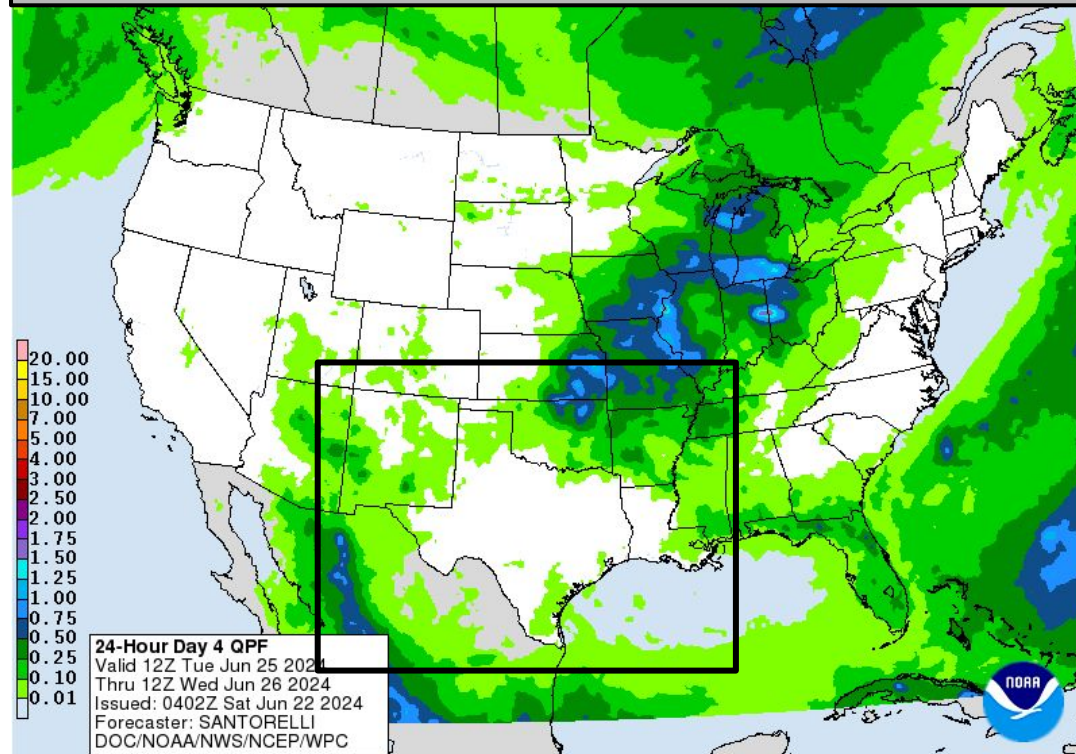 20.00
15.00
10.00
7.00
5.00
4.00
3.00
2.50
2.00
1.75
1.50
1.25
1.00
0.75
0.50
0.25
0.10
0.01
24-Hour Day 4 QPF
Valid 12Z Tue Jun 25 2024
Thru 12Z Wed Jun 26 2024
Issued: 0402Z Sat Jun 22 2024
Forecaster: SANTORELLI
DOC/NOAA/NWS/NCEP/WPC
NOAA